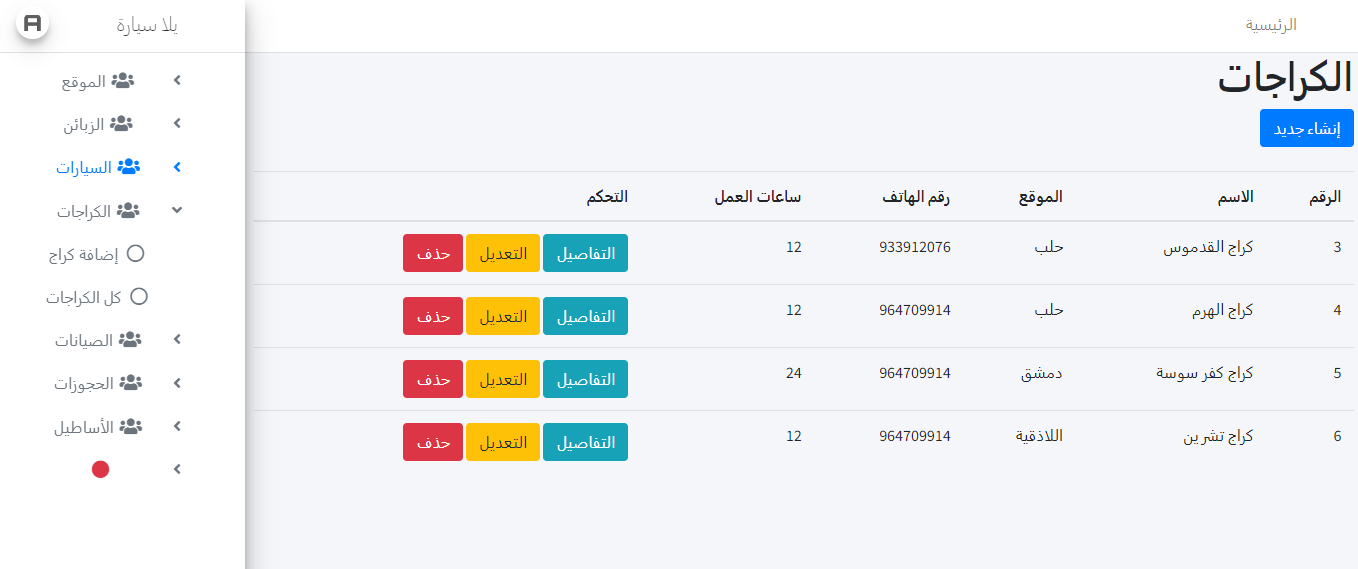 الرئيسية
الكراجات
إنشاء جديد
الرقم الاسم الموقع رقم الهاتف ساعات العمل التحكم
3 كراج القدموس حلب 933912076 12 التفاصيل التعديل حذف
4 كراج الهرم حلب 964709914 12 التفاصيل التعديل حذف
5 كراج كفر سوسة دمشق 964709914 24 التفاصيل التعديل حذف
6 كراج تشرين اللاذقية 964709914 12 التفاصيل التعديل حذف
يلا سيارة
الموقع
الزبائن
السيارات
الكراجات
إضافة كراج
كل الكراجات
الصيانات
الحجوزات
الأساطيل